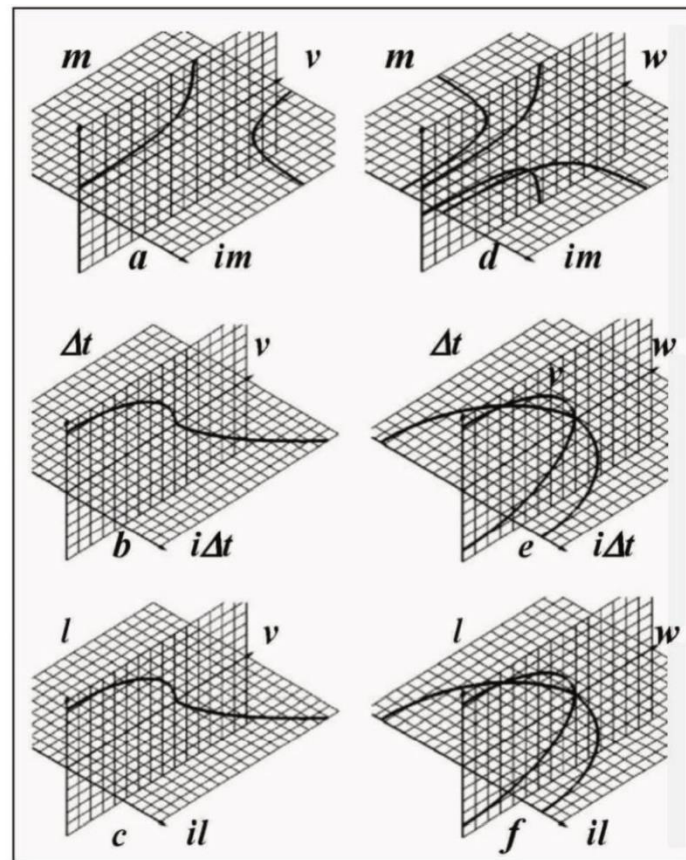 m v m w
a im d im
Δt v Δt w
v
b iΔt e iΔt
l v l w
c il f il